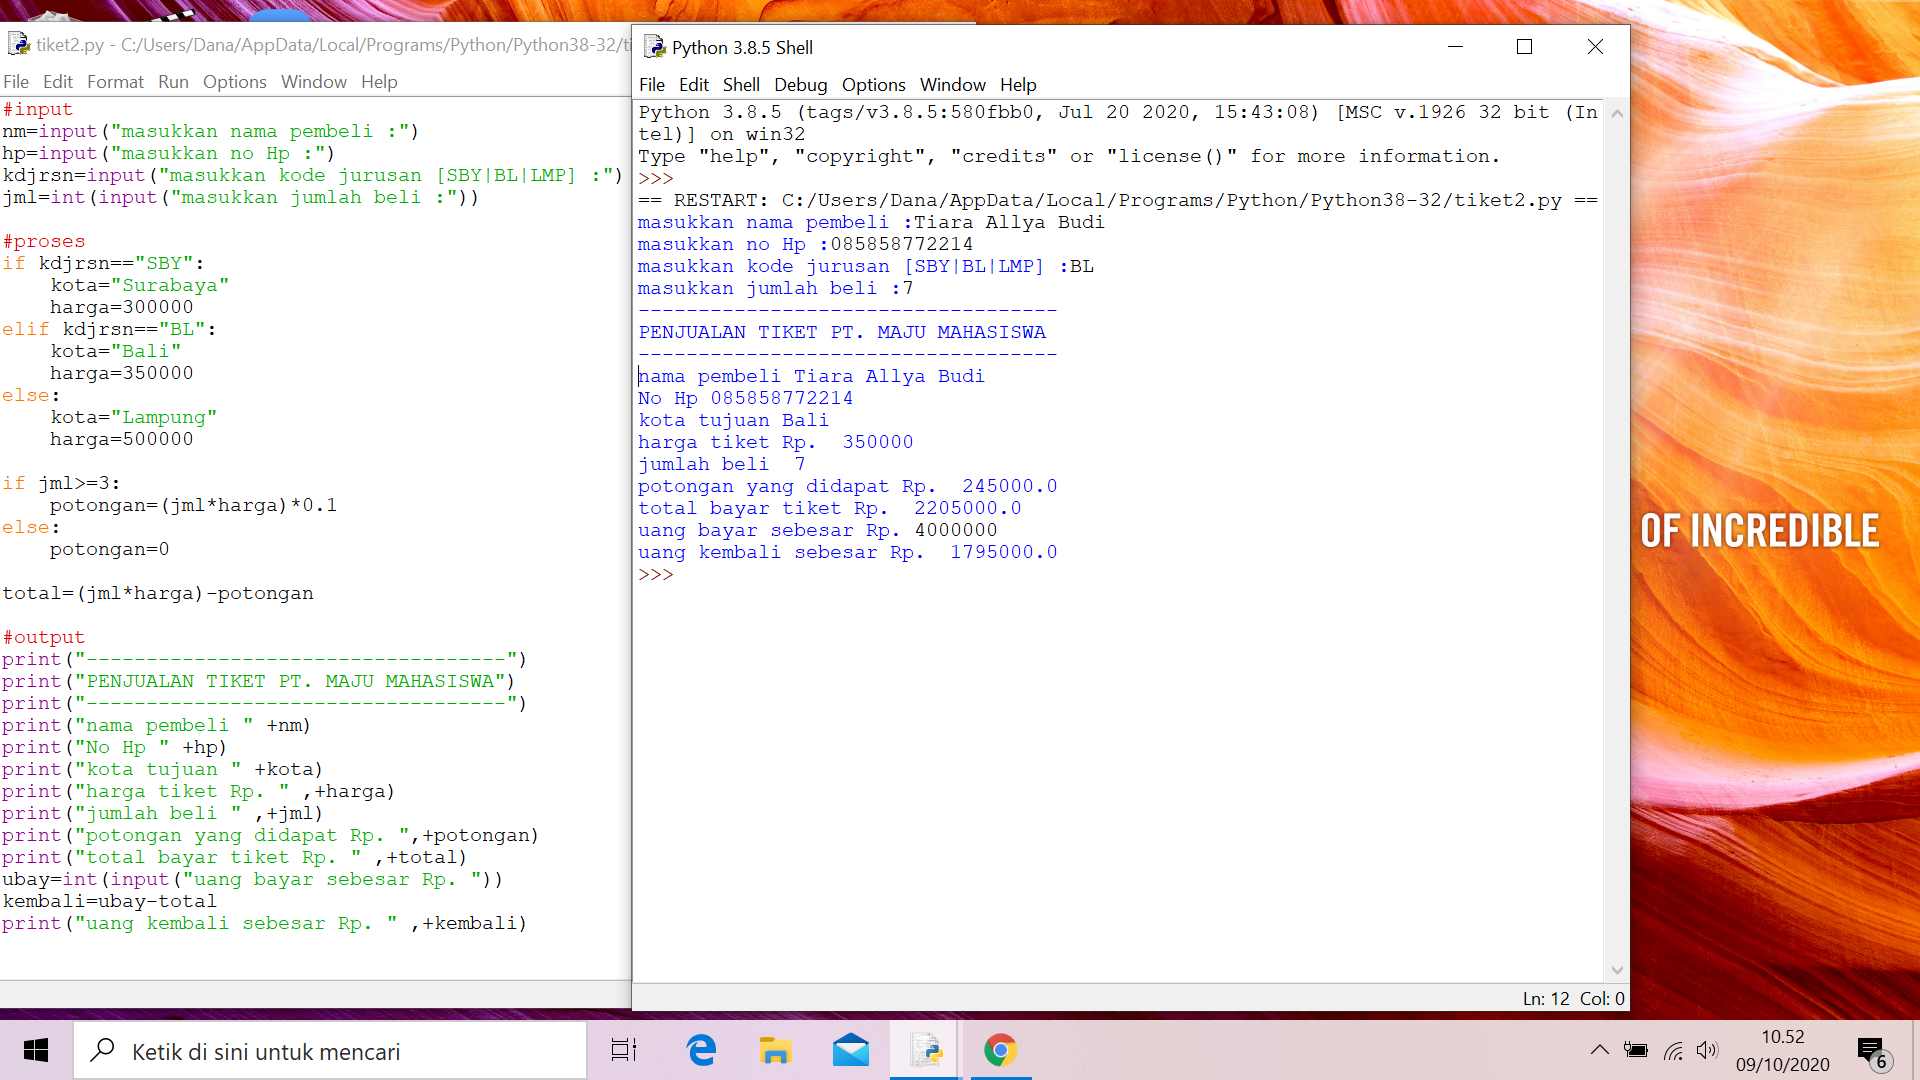 tiket2.py - C:/Users/Dana/AppData/Local/Programs/Python/Python38-32/ti
File Edit Format Run Options Window Help
#input
nm=input("masukkan nama pembeli :")
hp=input("masukkan no Hp :")
kdjrsn=input("masukkan kode jurusan [SBY|BL|LMP] :")
jml=int(input("masukkan jumlah beli :"))
#proses
if kdjrsn=="SBY":
    kota="Surabaya"
    harga=300000
elif kdjrsn=="BL":
    kota="Bali"
    harga=350000
else:
    kota="Lampung"
    harga=500000
if jml>=3:
    potongan=(jml*harga)*0.1
else:
    potongan=0
total=(jml*harga)-potongan
#output
print("-----------------------------------")
print("PENJUALAN TIKET PT. MAJU MAHASISWA")
print("-----------------------------------")
print("nama pembeli " +nm)
print("No Hp " +hp)
print("kota tujuan " +kota)
print("harga tiket Rp. " ,+harga)
print("jumlah beli " ,+jml)
print("potongan yang didapat Rp. ",+potongan)
print("total bayar tiket Rp. " ,+total)
ubay=int(input("uang bayar sebesar Rp. "))
kembali=ubay-total
print("uang kembali sebesar Rp. " ,+kembali)
Python 3.8.5 Shell
File Edit Shell Debug Options Window Help
Python 3.8.5 (tags/v3.8.5:580fbb0, Jul 20 2020, 15:43:08) [MSC v.1926 32 bit (In
tel)] on win32
Type "help", "copyright", "credits" or "license()" for more information.
>>>
== RESTART: C:/Users/Dana/AppData/Local/Programs/Python/Python38-32/tiket2.py ==
masukkan nama pembeli :Tiara Allya Budi
masukkan no Hp :085858772214
masukkan kode jurusan [SBY|BL|LMP] :BL
masukkan jumlah beli :7
-----------------------------------
PENJUALAN TIKET PT. MAJU MAHASISWA
-----------------------------------
nama pembeli Tiara Allya Budi
No Hp 085858772214
kota tujuan Bali
harga tiket Rp.  350000
jumlah beli  7
potongan yang didapat Rp.  245000.0
total bayar tiket Rp.  2205000.0
uang bayar sebesar Rp. 4000000
uang kembali sebesar Rp.  1795000.0
>>>
Ln: 12 Col: 0
OF INCREDIBLE
Ketik di sini untuk mencari
10.52
09/10/2020
6